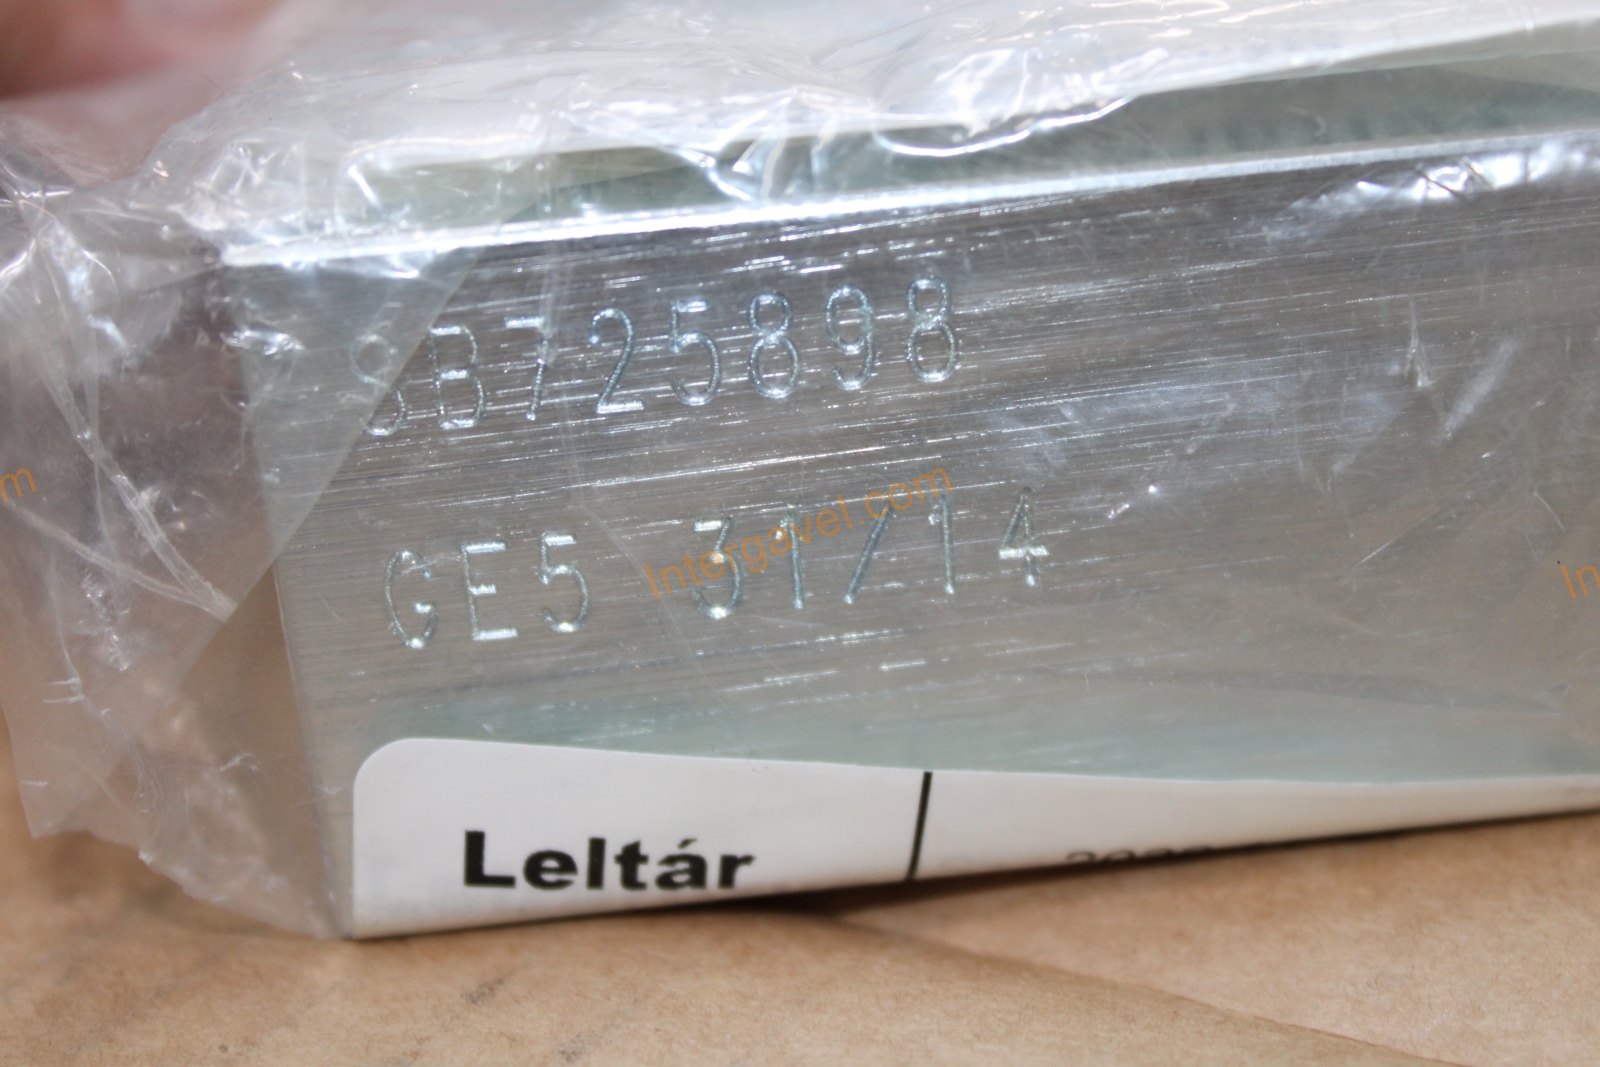 SB725898
GE5 31/14
Intergavel.com
Leltár